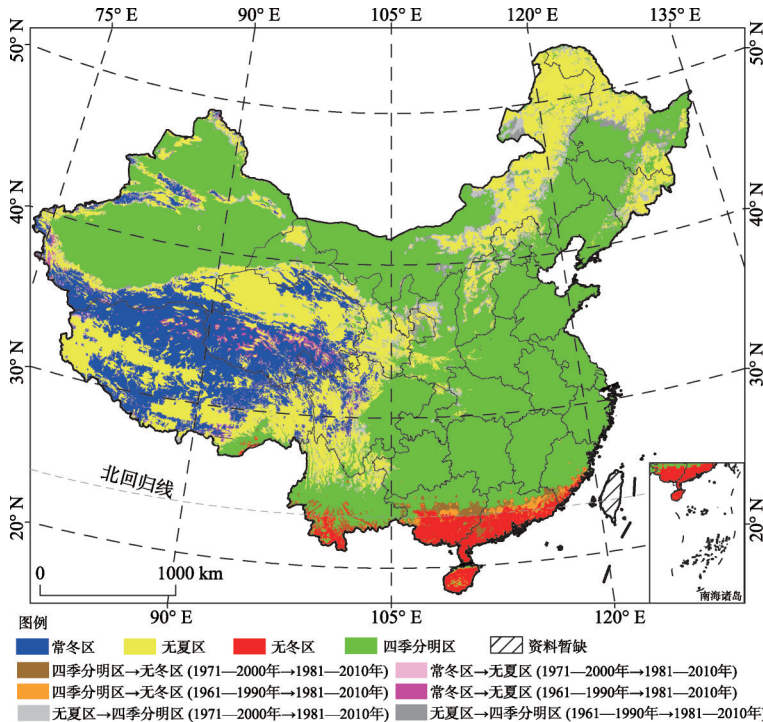 75° E
90° E
105° E
120° E
135° E
50° N
50° N
40° N
40° N
30° N
30° N
20° N
20° N
北回归线
0
1000 km
南海诸岛
90° E
105° E
120° E
图例
常冬区
无夏区
无冬区
四季分明区
资料暂缺
四季分明区→无冬区 (1971—2000年→1981—2010年)
常冬区→无夏区 (1971—2000年→1981—2010年)
四季分明区→无冬区 (1961—1990年→1981—2010年)
常冬区→无夏区 (1961—1990年→1981—2010年)
无夏区→四季分明区 (1971—2000年→1981—2010年)
无夏区→四季分明区 (1961—1990年→1981—2010年)